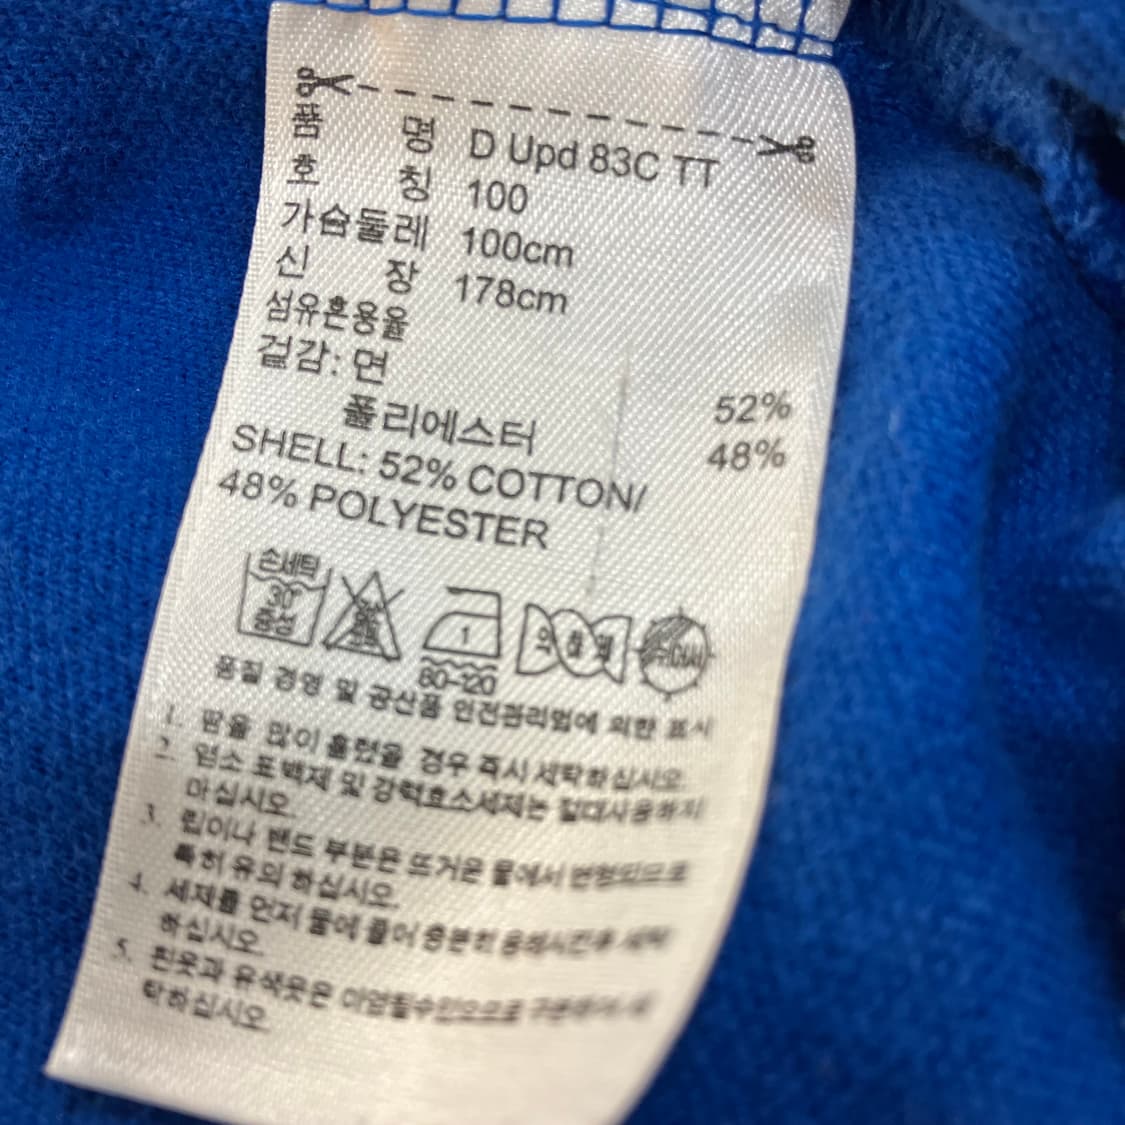 품 명 D Upd 83C TT
호 칭 100
가슴둘레 100cm
신 장 178cm
섬유혼용율
겉감: 면 52%
폴리에스터 48%
SHELL: 52% COTTON/
48% POLYESTER
손세탁
30°
중성
1
80~120
약하게
품질 경영 및 공산품 안전관리법에 의한 표시
1. 땀을 많이 흘렸을 경우 즉시 세탁하십시오.
2. 염소 표백제 및 강력효소세제는 절대사용하지
마십시오.
3. 립이나 밴드 부분은 뜨거운 물에서 변형되므로
특히 유의 하십시오.
4. 세제를 먼저 물에 풀어 충분히 용해시킨후 세탁
하십시오.
5. 흰옷과 유색옷은 이염될수있으므로 구분하여 세
탁하십시오.